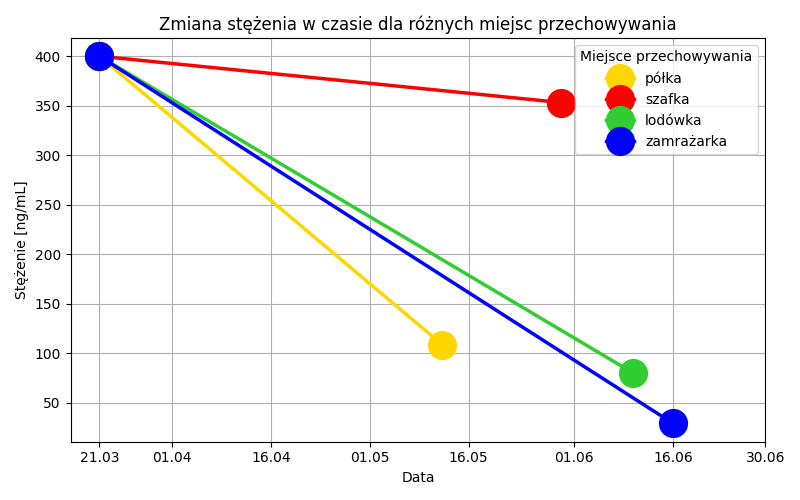 Zmiana stężenia w czasie dla różnych miejsc przechowywania
Stężenie [ng/mL]
400
350
300
250
200
150
100
50
Miejsce przechowywania
półka
szafka
lodówka
zamrażarka
21.03 01.04 16.04 01.05 16.05 01.06 16.06 30.06
Data